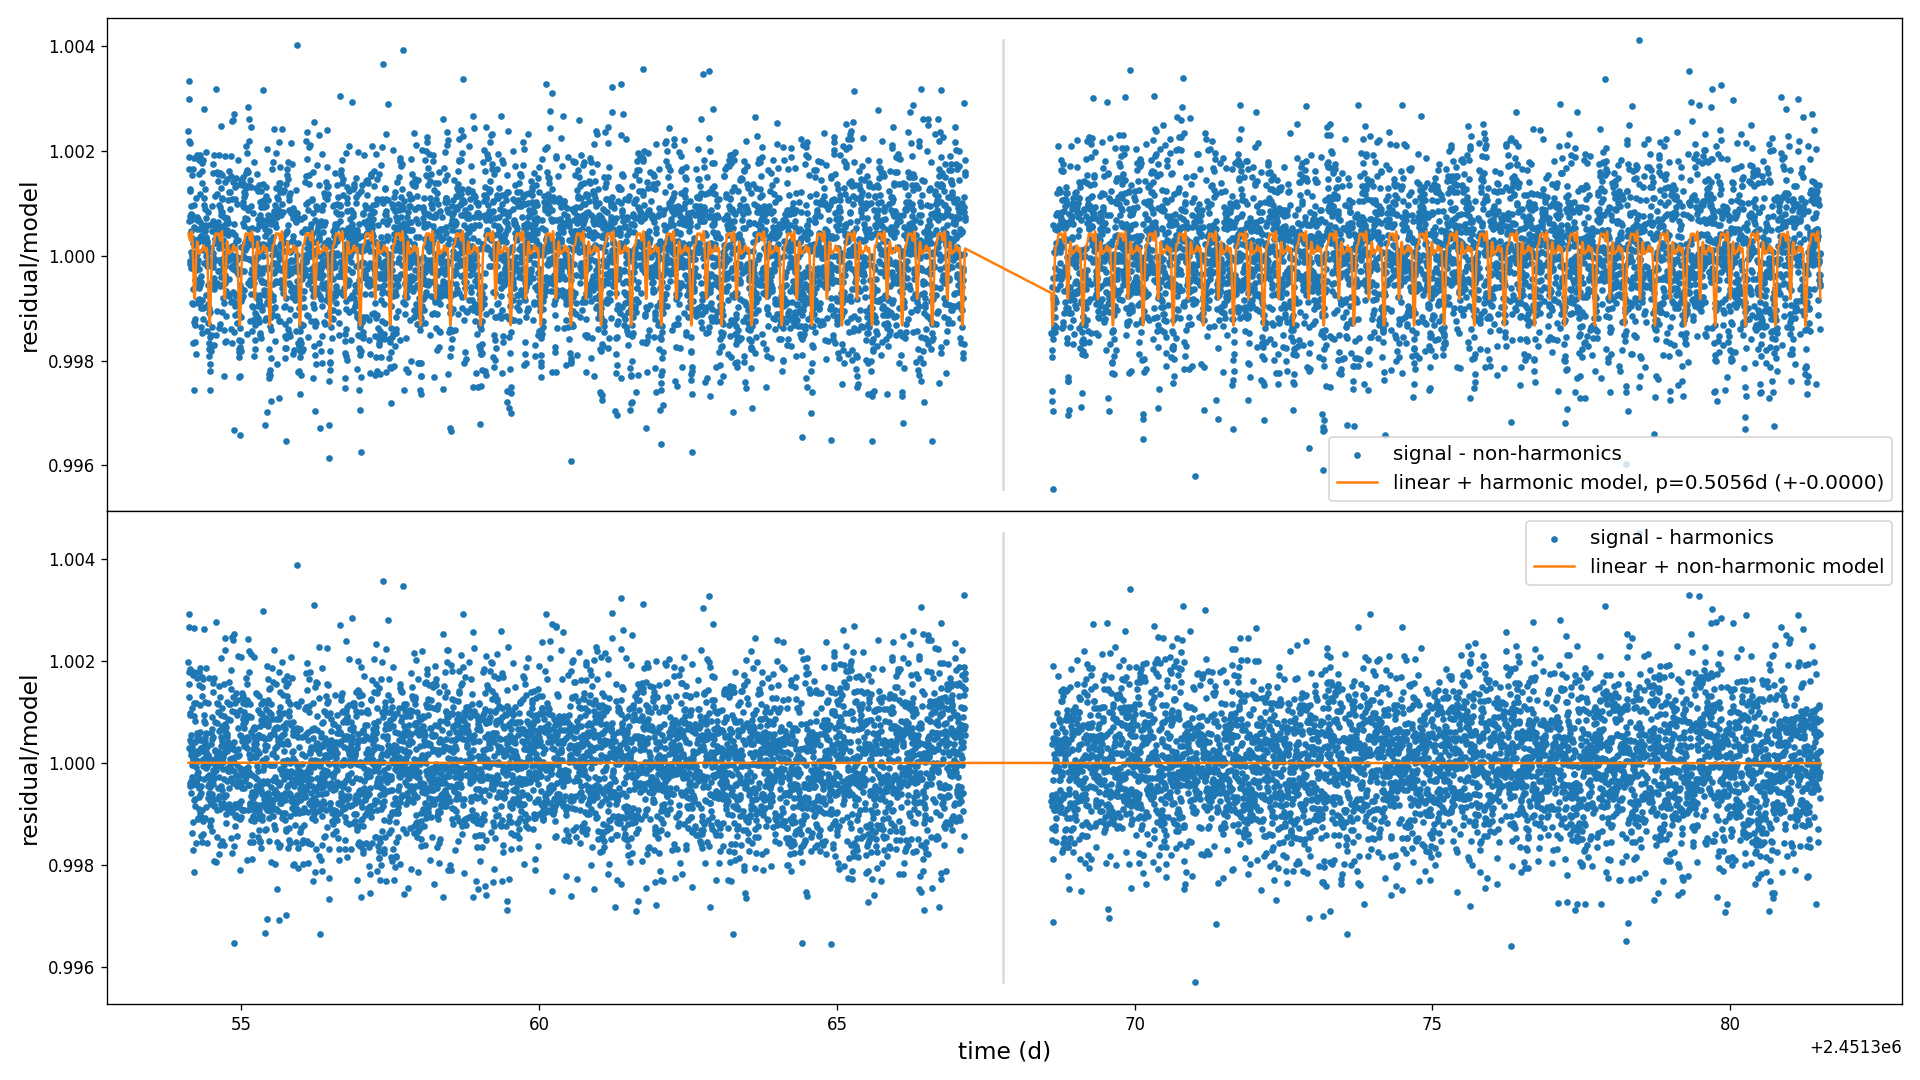 1.004
1.002
1.000
0.998
0.996
residual/model
signal - non-harmonics
linear + harmonic model, p=0.5056d (+-0.0000)
1.004
1.002
1.000
0.998
0.996
residual/model
signal - harmonics
linear + non-harmonic model
55
60
65
70
75
80
time (d)
+2.4513e6